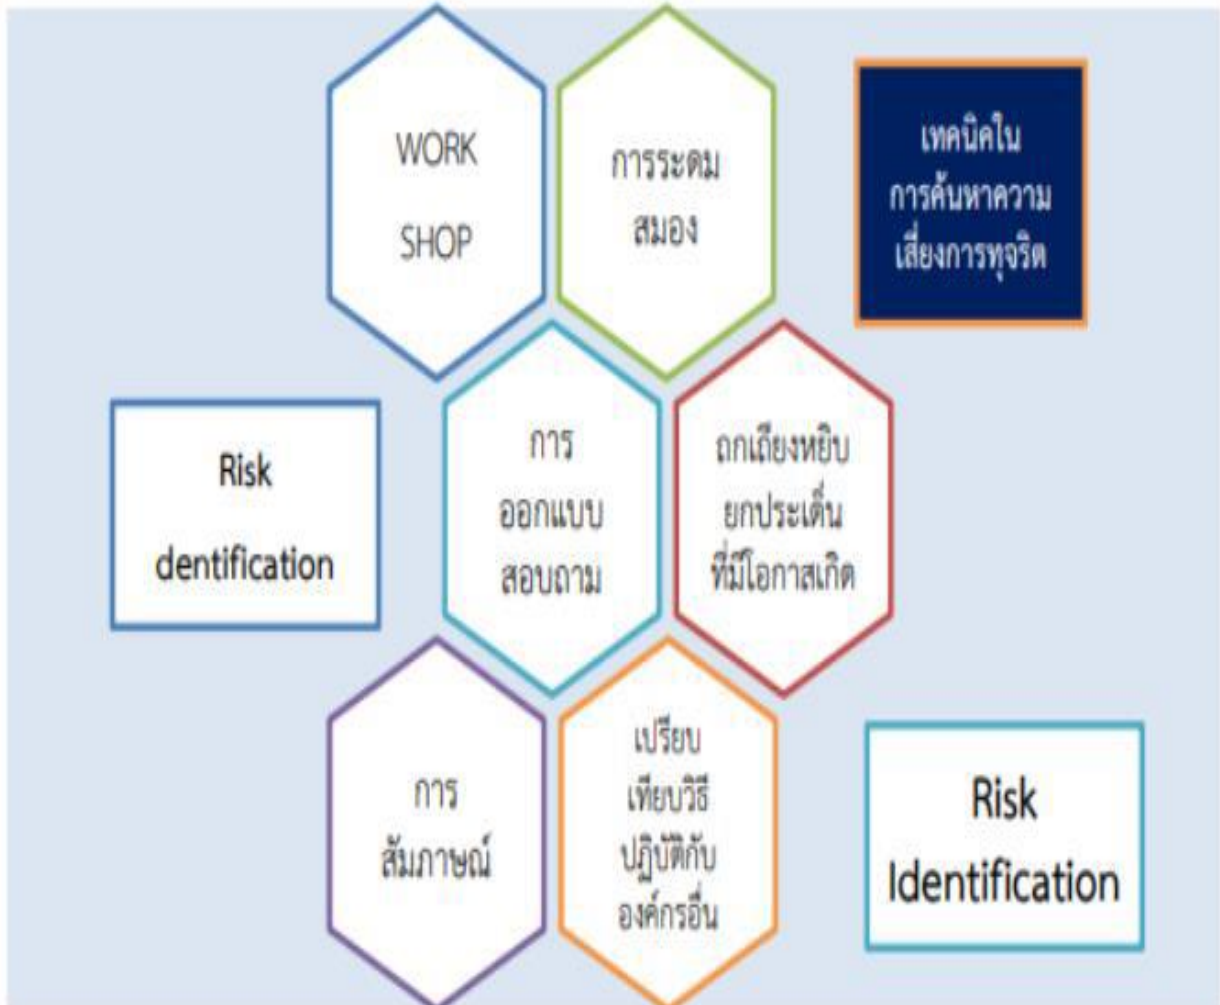 WORK
SHOP
การระดม
สมอง
เทคนิคใน
การค้นหาความ
เสี่ยงการทุจริต
Risk
dentification
การ
ออกแบบ
สอบถาม
ถกเถียงหยิบ
ยกประเด็น
ที่มีโอกาสเกิด
การ
สัมภาษณ์
เปรียบ
เทียบวิธี
ปฏิบัติกับ
องค์กรอื่น
Risk
Identification